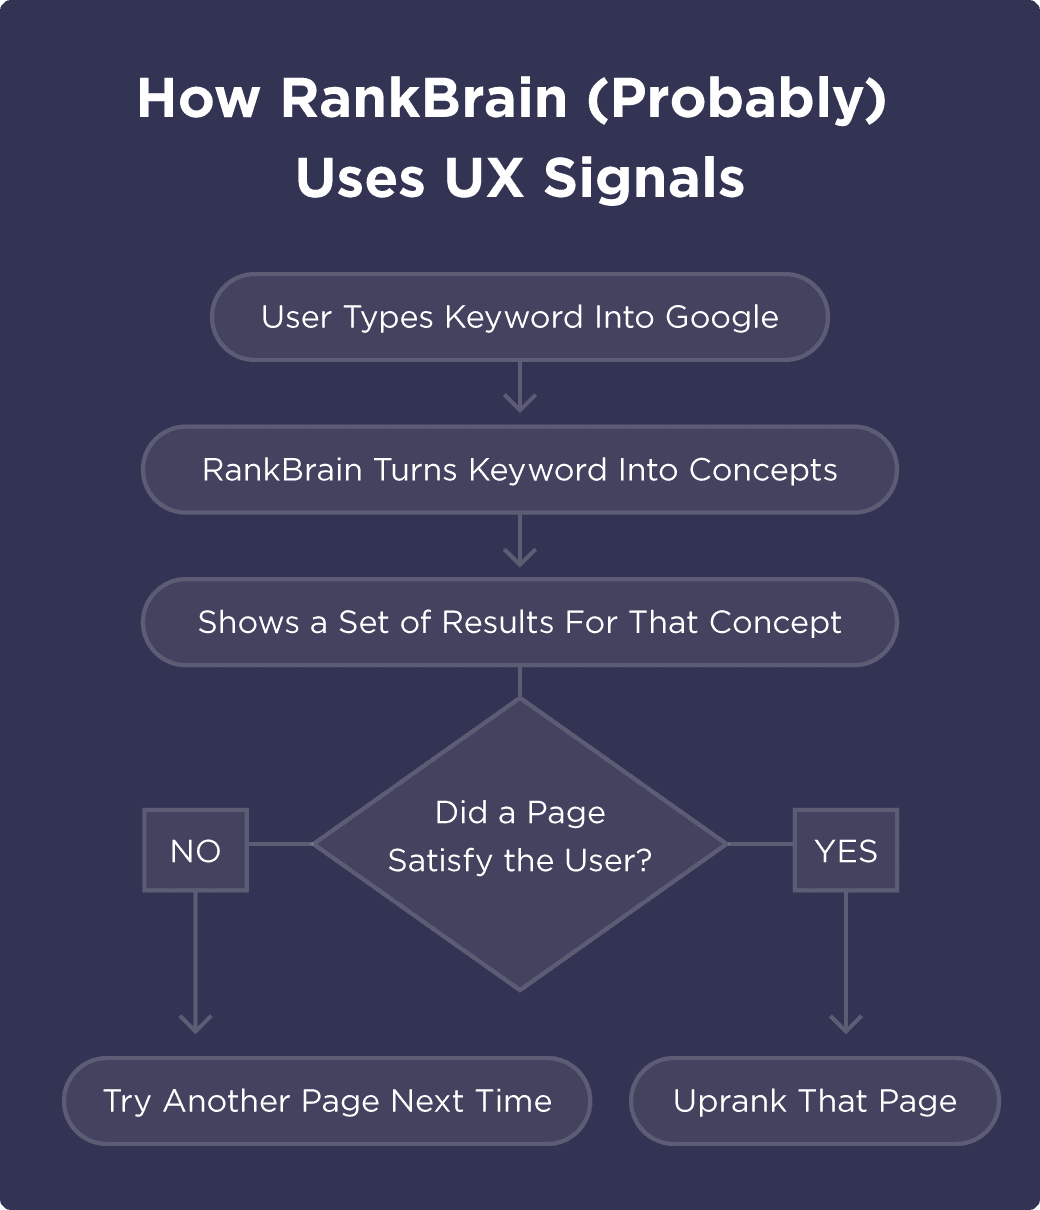 How RankBrain (Probably)
Uses UX Signals
User Types Keyword Into Google
RankBrain Turns Keyword Into Concepts
Shows a Set of Results For That Concept
Did a Page
Satisfy the User?
NO
YES
Try Another Page Next Time
Uprank That Page